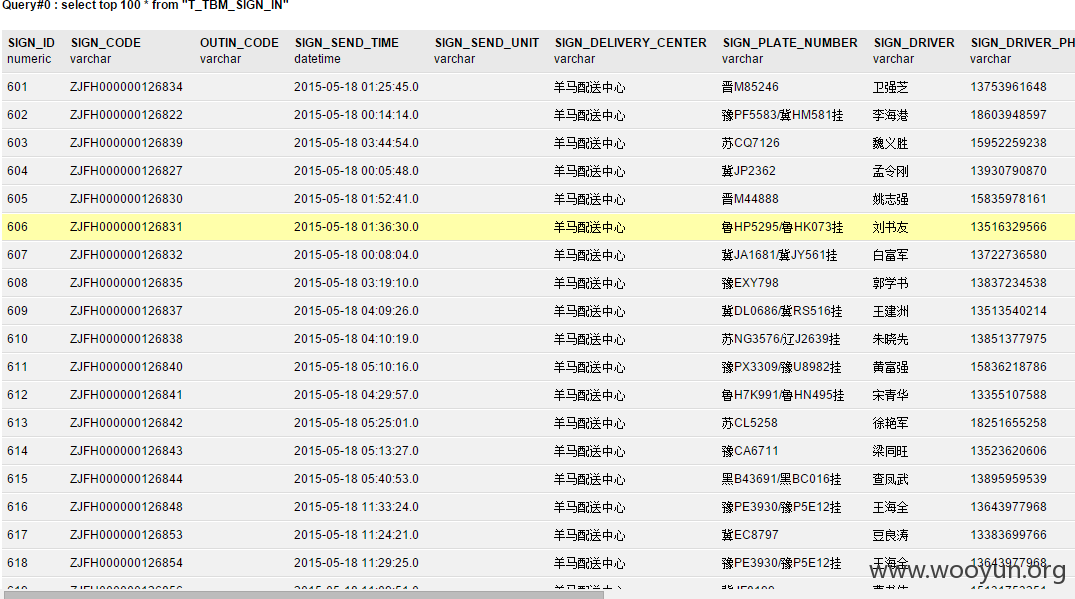 Query#0 : select top 100 * from "T_TBM_SIGN_IN"
SIGN_ID SIGN_CODE OUTIN_CODE SIGN_SEND_TIME SIGN_SEND_UNIT SIGN_DELIVERY_CENTER SIGN_PLATE_NUMBER SIGN_DRIVER SIGN_DRIVER_PH
numeric varchar varchar datetime varchar varchar varchar varchar varchar
601 ZJFH000000126834 2015-05-18 01:25:45.0 羊马配送中心 晋M85246 卫强芝 13753961648
602 ZJFH000000126822 2015-05-18 00:14:14.0 羊马配送中心 豫PF5583/冀HM581挂 李海港 18603948597
603 ZJFH000000126839 2015-05-18 03:44:54.0 羊马配送中心 苏CQ7126 魏义胜 15952259238
604 ZJFH000000126827 2015-05-18 00:05:48.0 羊马配送中心 冀JP2362 孟令刚 13930790870
605 ZJFH000000126830 2015-05-18 01:52:41.0 羊马配送中心 晋M44888 姚志强 15835978161
606 ZJFH000000126831 2015-05-18 01:36:30.0 羊马配送中心 鲁HP5295/鲁HK073挂 刘书友 13516329566
607 ZJFH000000126832 2015-05-18 00:08:04.0 羊马配送中心 冀JA1681/冀JY561挂 白富军 13722736580
608 ZJFH000000126835 2015-05-18 03:19:10.0 羊马配送中心 豫EXY798 郭学书 13837234538
609 ZJFH000000126837 2015-05-18 04:09:26.0 羊马配送中心 冀DL0686/冀RS516挂 王建洲 13513540214
610 ZJFH000000126838 2015-05-18 04:10:19.0 羊马配送中心 苏NG3576/辽J2639挂 朱晓先 13851377975
611 ZJFH000000126840 2015-05-18 05:10:16.0 羊马配送中心 豫PX3309/豫U8982挂 黄富强 15836218786
612 ZJFH000000126841 2015-05-18 04:29:57.0 羊马配送中心 鲁H7K991/鲁HN495挂 宋青华 13355107588
613 ZJFH000000126842 2015-05-18 05:25:01.0 羊马配送中心 苏CL5258 徐艳军 18251655258
614 ZJFH000000126843 2015-05-18 05:13:27.0 羊马配送中心 豫CA6711 梁同旺 13523620606
615 ZJFH000000126844 2015-05-18 05:40:53.0 羊马配送中心 黑B43691/黑BC016挂 查凤武 13895959539
616 ZJFH000000126848 2015-05-18 11:33:24.0 羊马配送中心 豫PE3930/豫P5E12挂 王海全 13643977968
617 ZJFH000000126853 2015-05-18 11:24:21.0 羊马配送中心 冀EC8797 豆良涛 13383699766
618 ZJFH000000126854 2015-05-18 11:29:25.0 羊马配送中心 豫PE3930/豫P5E12挂 王海全 13643977968
www.wooyun.org